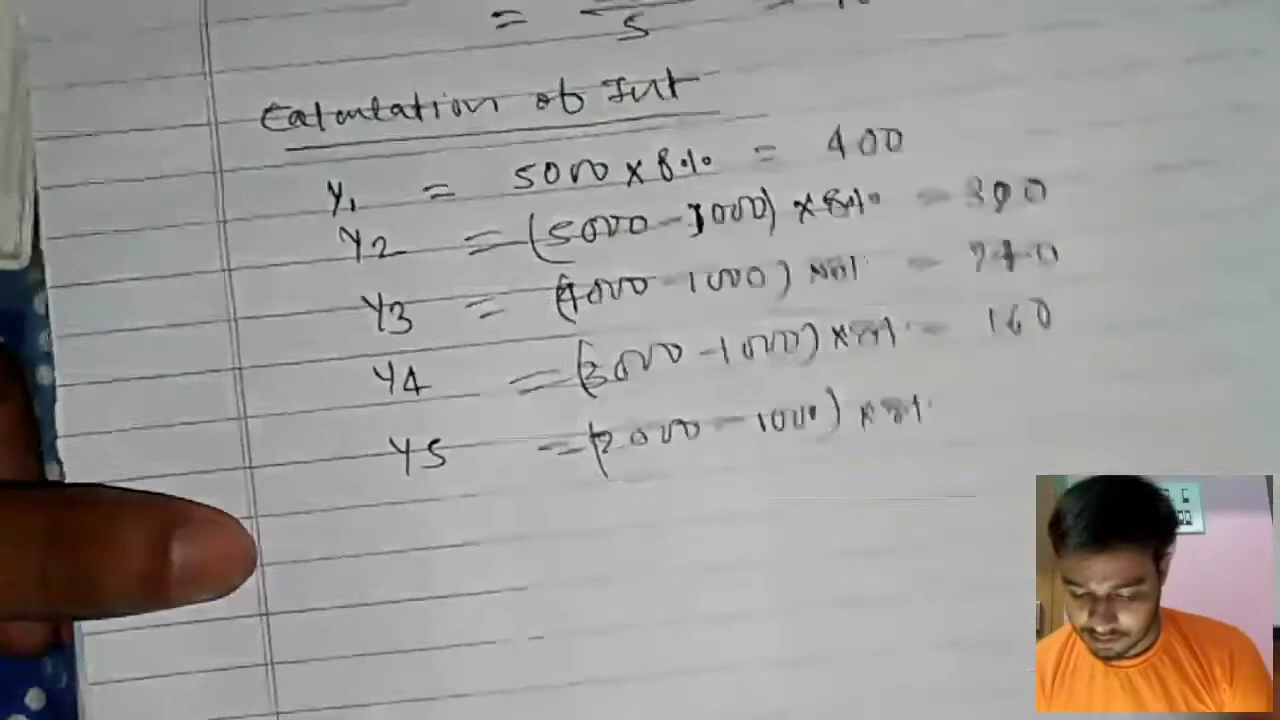 = 5
Calculation of Int
Y1 = 5000 x 8% = 400
Y2 = (5000 - 1000) x 8% - 320
Y3 = (4000 - 1000) x 8% - 240
Y4 = (3000 - 1000) x 8% - 160
Y5 = (2000 - 1000) x 8%